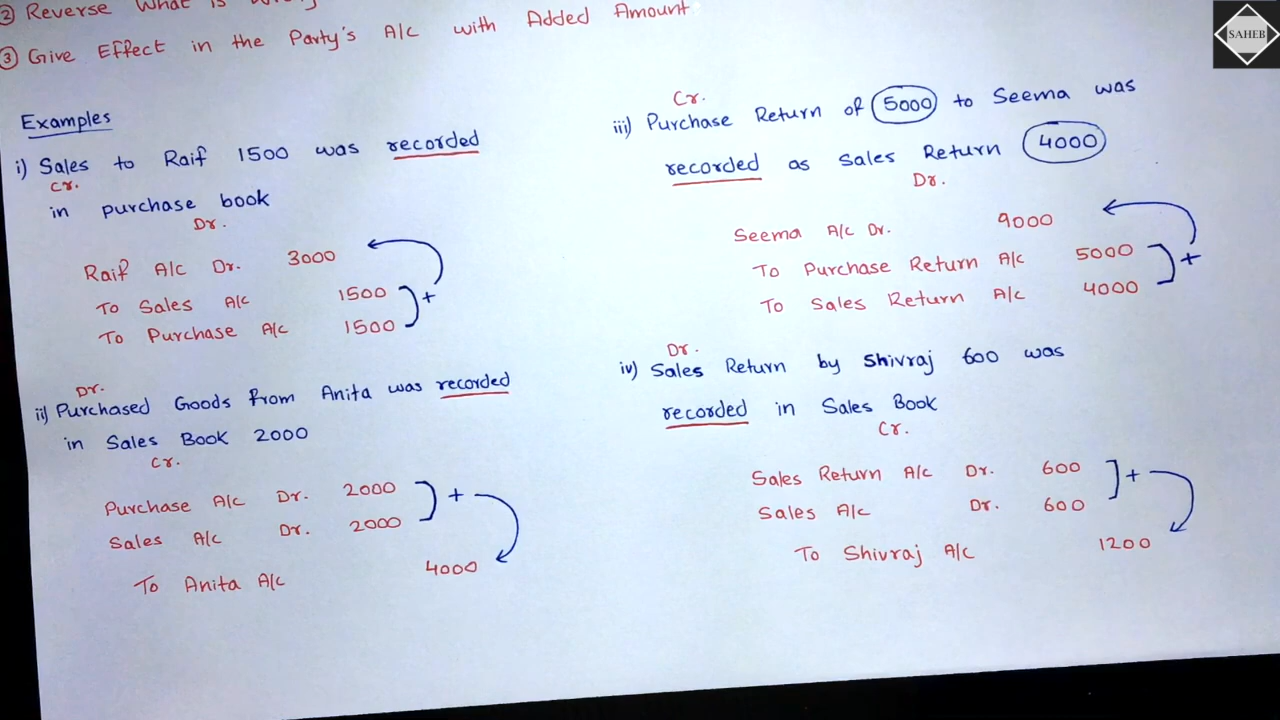 ② Reverse What is
③ Give Effect in the Party's A/c with Added Amount
SAHEB
Examples
i) Sales to Raif 1500 was recorded
Cr.
in purchase book
Dr.
Raif A/c Dr. 3000
To Sales A/c 1500
To Purchase A/c 1500
+
Dr.
ii) Purchased Goods from Anita was recorded
in Sales Book 2000
Cr.
Purchase A/c Dr. 2000
Sales A/c Dr. 2000
+
To Anita A/c 4000
Cr.
iii) Purchase Return of 5000 to Seema was
recorded as Sales Return 4000
Dr.
Seema A/c Dr. 9000
To Purchase Return A/c 5000
To Sales Return A/c 4000
+
Dr.
iv) Sales Return by Shivraj 600 was
recorded in Sales Book
Cr.
Sales Return A/c Dr. 600
Sales A/c Dr. 600
+
To Shivraj A/c 1200